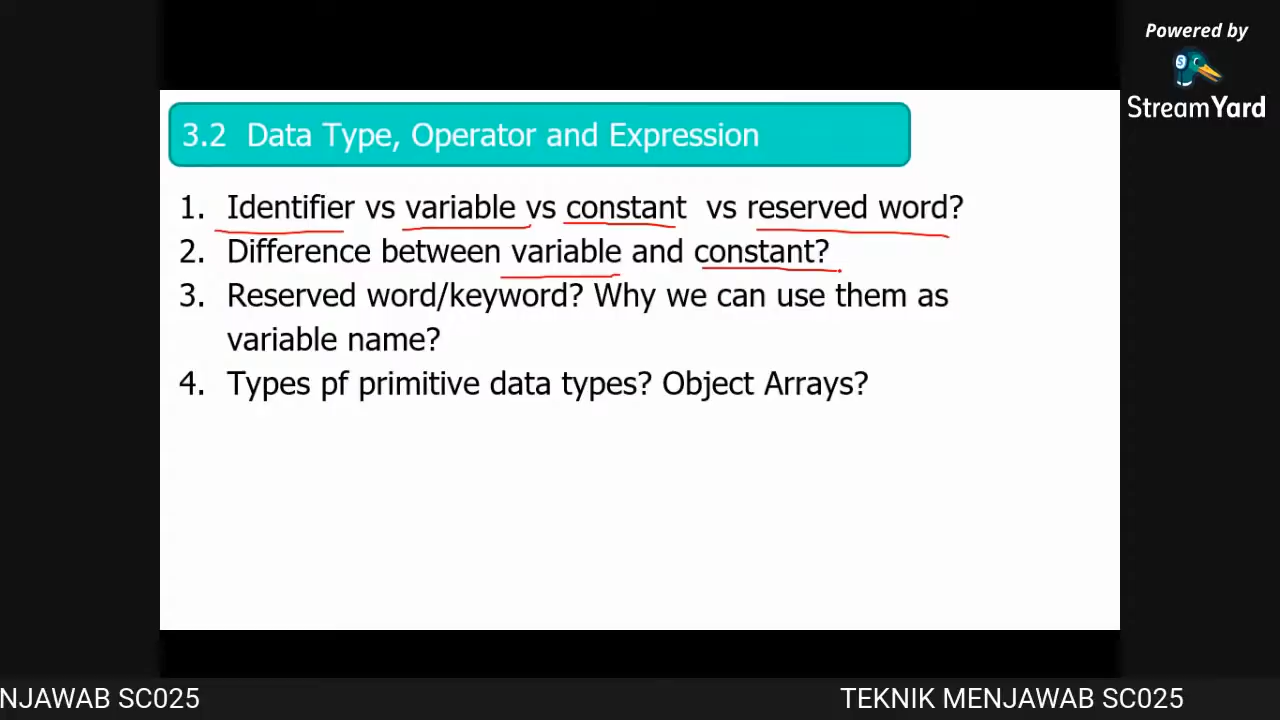 Powered by
StreamYard
3.2 Data Type, Operator and Expression
1. Identifier vs variable vs constant vs reserved word?
2. Difference between variable and constant?
3. Reserved word/keyword? Why we can use them as
variable name?
4. Types pf primitive data types? Object Arrays?
NJAWAB SC025
TEKNIK MENJAWAB SC025